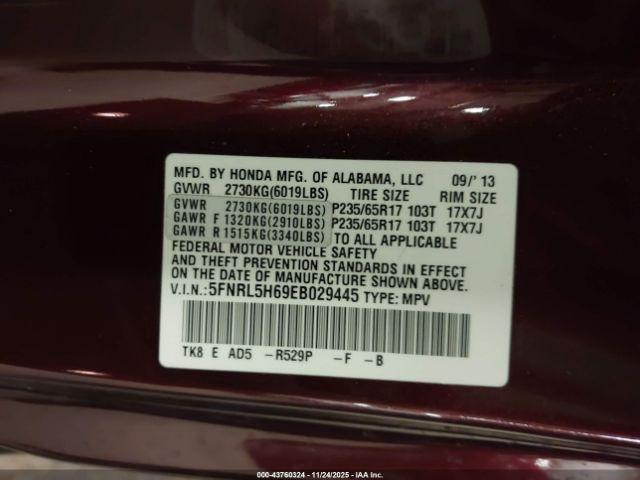 MFD. BY HONDA MFG. OF ALABAMA, LLC 09/' 13
GVWR 2730KG(6019LBS) TIRE SIZE RIM SIZE
GVWR 2730KG(6019LBS) P235/65R17 103T 17X7J
GAWR F 1320KG(2910LBS) P235/65R17 103T 17X7J
GAWR R 1515KG(3340LBS) TO ALL APPLICABLE
FEDERAL MOTOR VEHICLE SAFETY
AND THEFT PREVENTION STANDARDS IN EFFECT
ON THE DATE OF MANUFACTURE SHOWN ABOVE.
V.I.N.:5FNRL5H69EB029445 TYPE: MPV
TK8 E AD5 -R529P -F -B
000-43760324 - 11/24/2025 - IAA Inc.